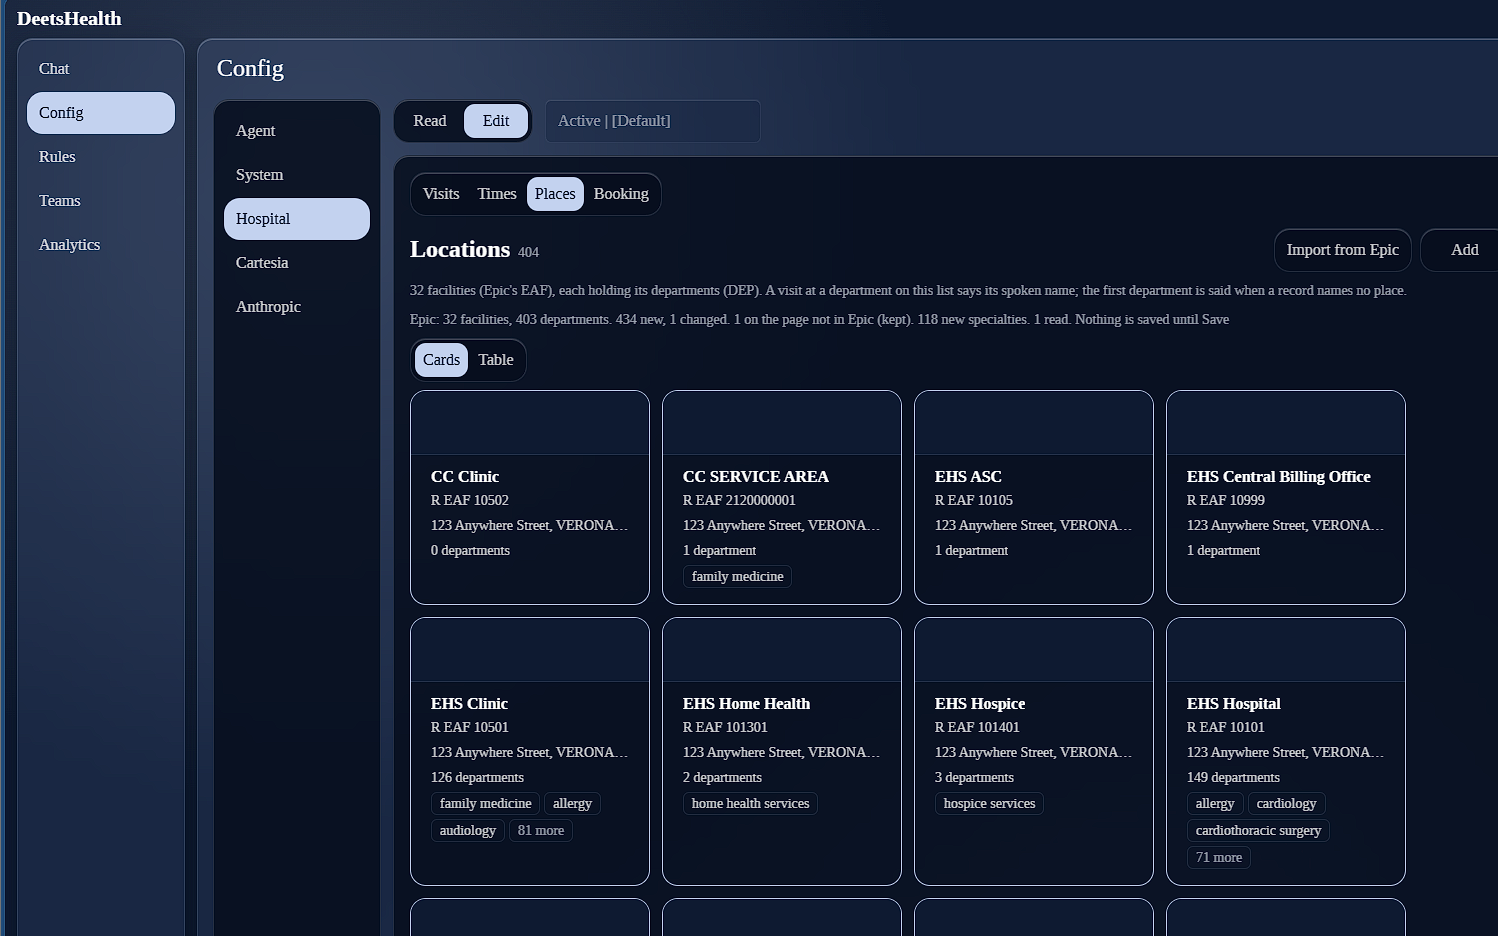 DeetsHealth
Chat
Config
Rules
Teams
Analytics
Config
Agent
System
Hospital
Cartesia
Anthropic
Read Edit Active | [Default]
Visits Times Places Booking
Locations 404
Import from Epic Add
32 facilities (Epic's EAF), each holding its departments (DEP). A visit at a department on this list says its spoken name; the first department is said when a record names no place.
Epic: 32 facilities, 403 departments. 434 new, 1 changed. 1 on the page not in Epic (kept). 118 new specialties. 1 read. Nothing is saved until Save
Cards Table
CC Clinic
R EAF 10502
123 Anywhere Street, VERONA…
0 departments
CC SERVICE AREA
R EAF 2120000001
123 Anywhere Street, VERONA…
1 department
family medicine
EHS ASC
R EAF 10105
123 Anywhere Street, VERONA…
1 department
EHS Central Billing Office
R EAF 10999
123 Anywhere Street, VERONA…
1 department
EHS Clinic
R EAF 10501
123 Anywhere Street, VERONA…
126 departments
family medicine allergy
audiology 81 more
EHS Home Health
R EAF 101301
123 Anywhere Street, VERONA…
2 departments
home health services
EHS Hospice
R EAF 101401
123 Anywhere Street, VERONA…
3 departments
hospice services
EHS Hospital
R EAF 10101
123 Anywhere Street, VERONA…
149 departments
allergy cardiology
cardiothoracic surgery
71 more